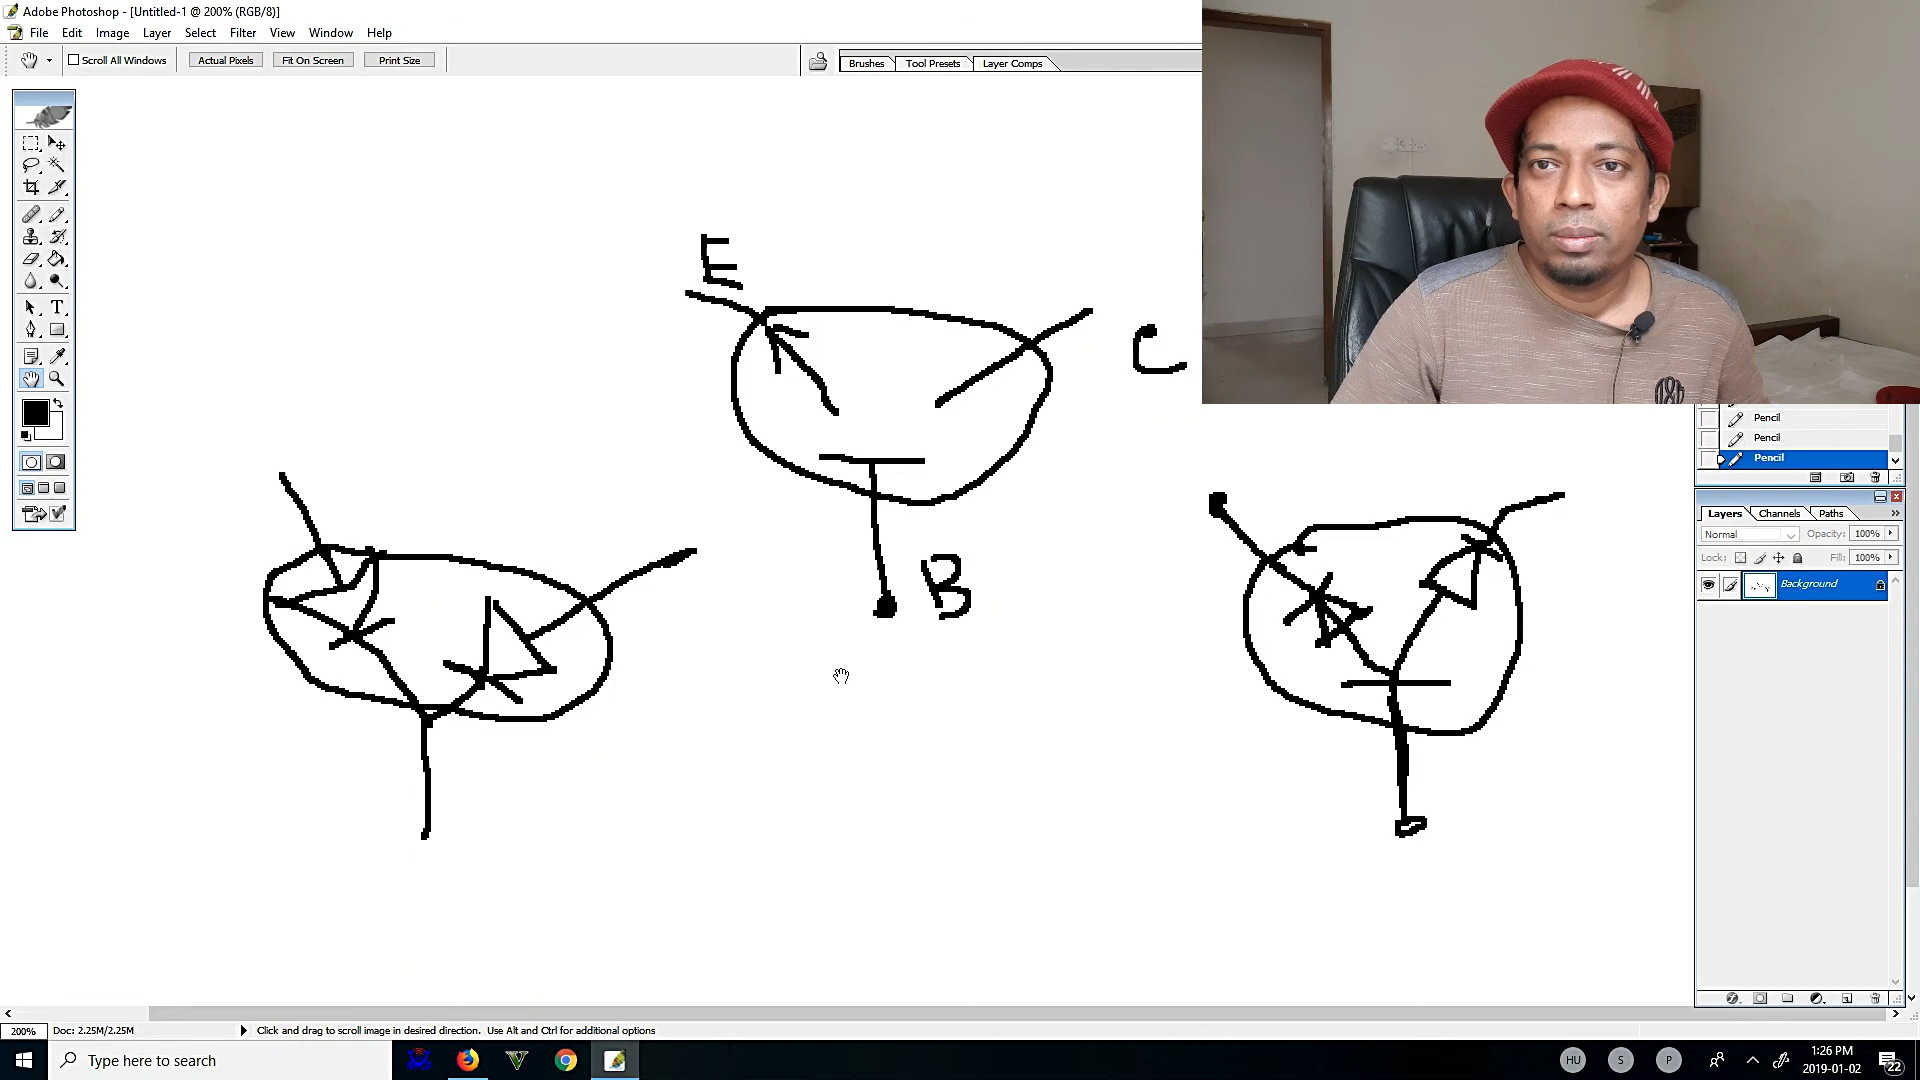 Adobe Photoshop - [Untitled-1 @ 200% (RGB/8)]
File Edit Image Layer Select Filter View Window Help
Scroll All Windows Actual Pixels Fit On Screen Print Size Brushes Tool Presets Layer Comps
E
C
B
Pencil
Pencil
Pencil
Layers Channels Paths
Normal Opacity: 100%
Lock: Fill: 100%
Background
200% Doc: 2.25M/2.25M Click and drag to scroll image in desired direction. Use Alt and Ctrl for additional options
Type here to search
HU S P
1:26 PM
2019-01-02
22